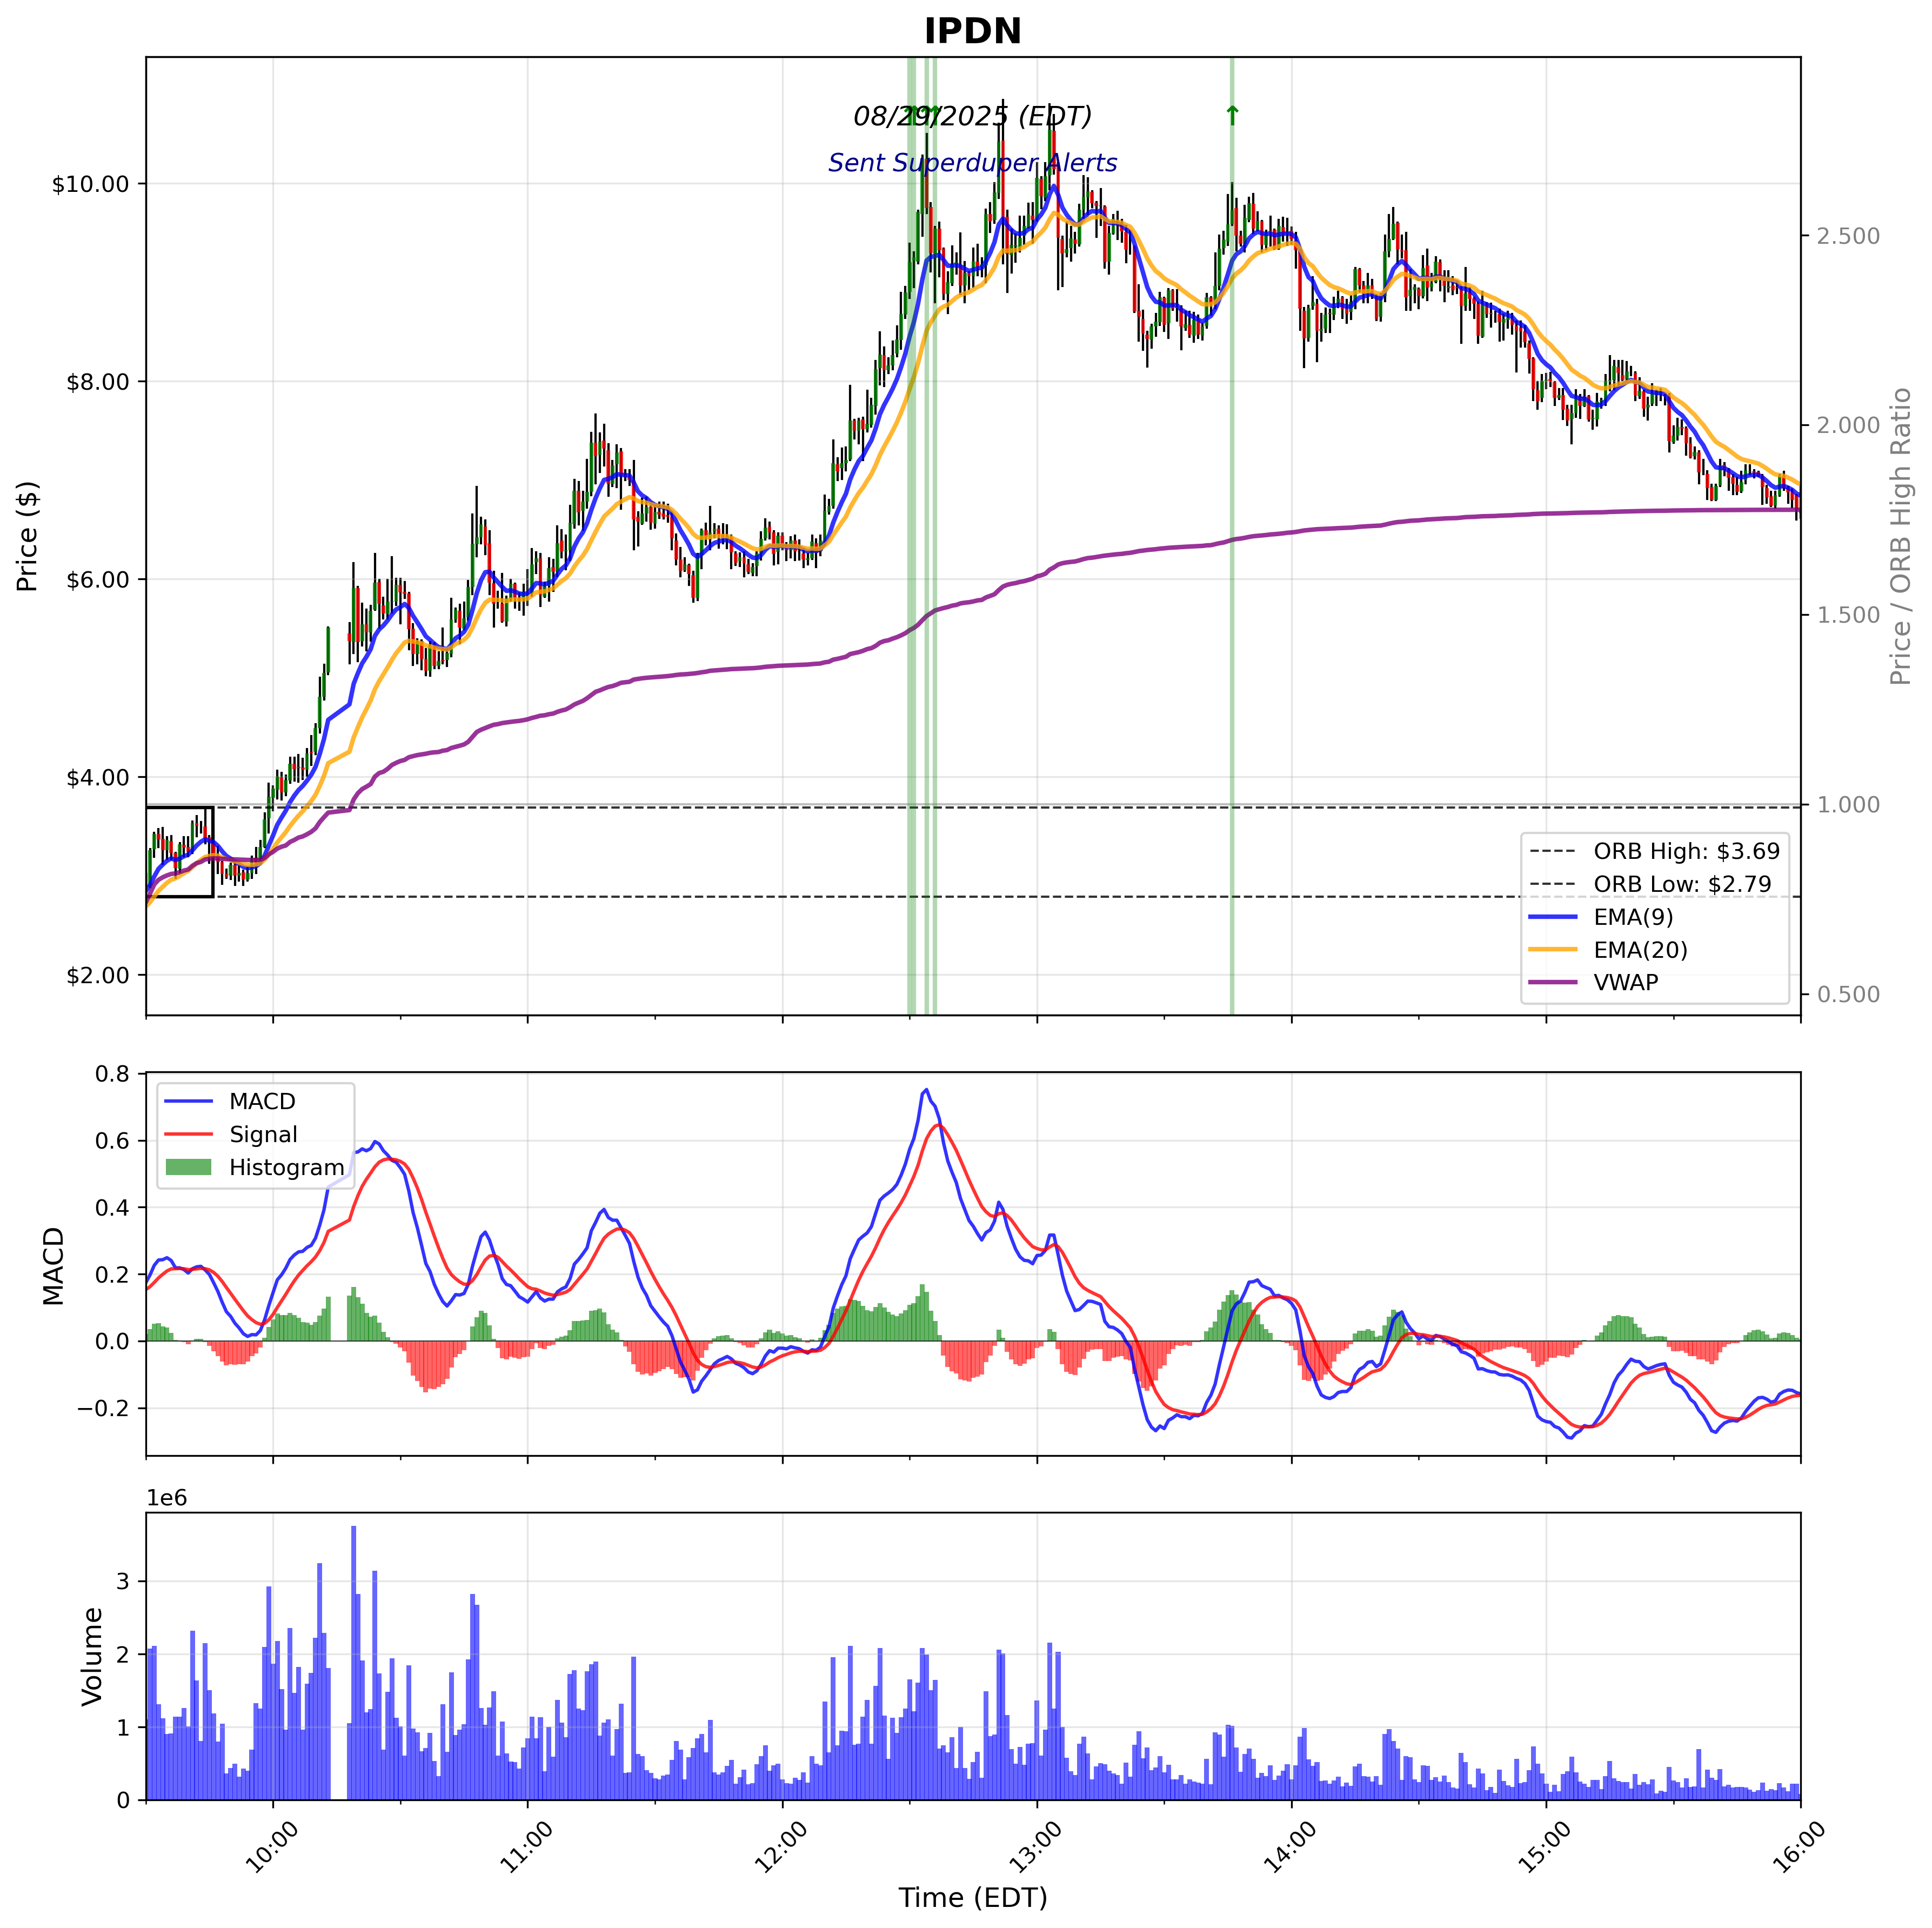 IPDN
08/29/2025 (EDT)
Sent Superduper Alerts
Price ($)
$10.00
$8.00
$6.00
$4.00
$2.00
2.500
2.000
1.500
1.000
0.500
Price / ORB High Ratio
ORB High: $3.69
ORB Low: $2.79
EMA(9)
EMA(20)
VWAP
MACD
0.8
0.6
0.4
0.2
0.0
−0.2
MACD
Signal
Histogram
1e6
Volume
3
2
1
0
10:00
11:00
12:00
13:00
14:00
15:00
16:00
Time (EDT)